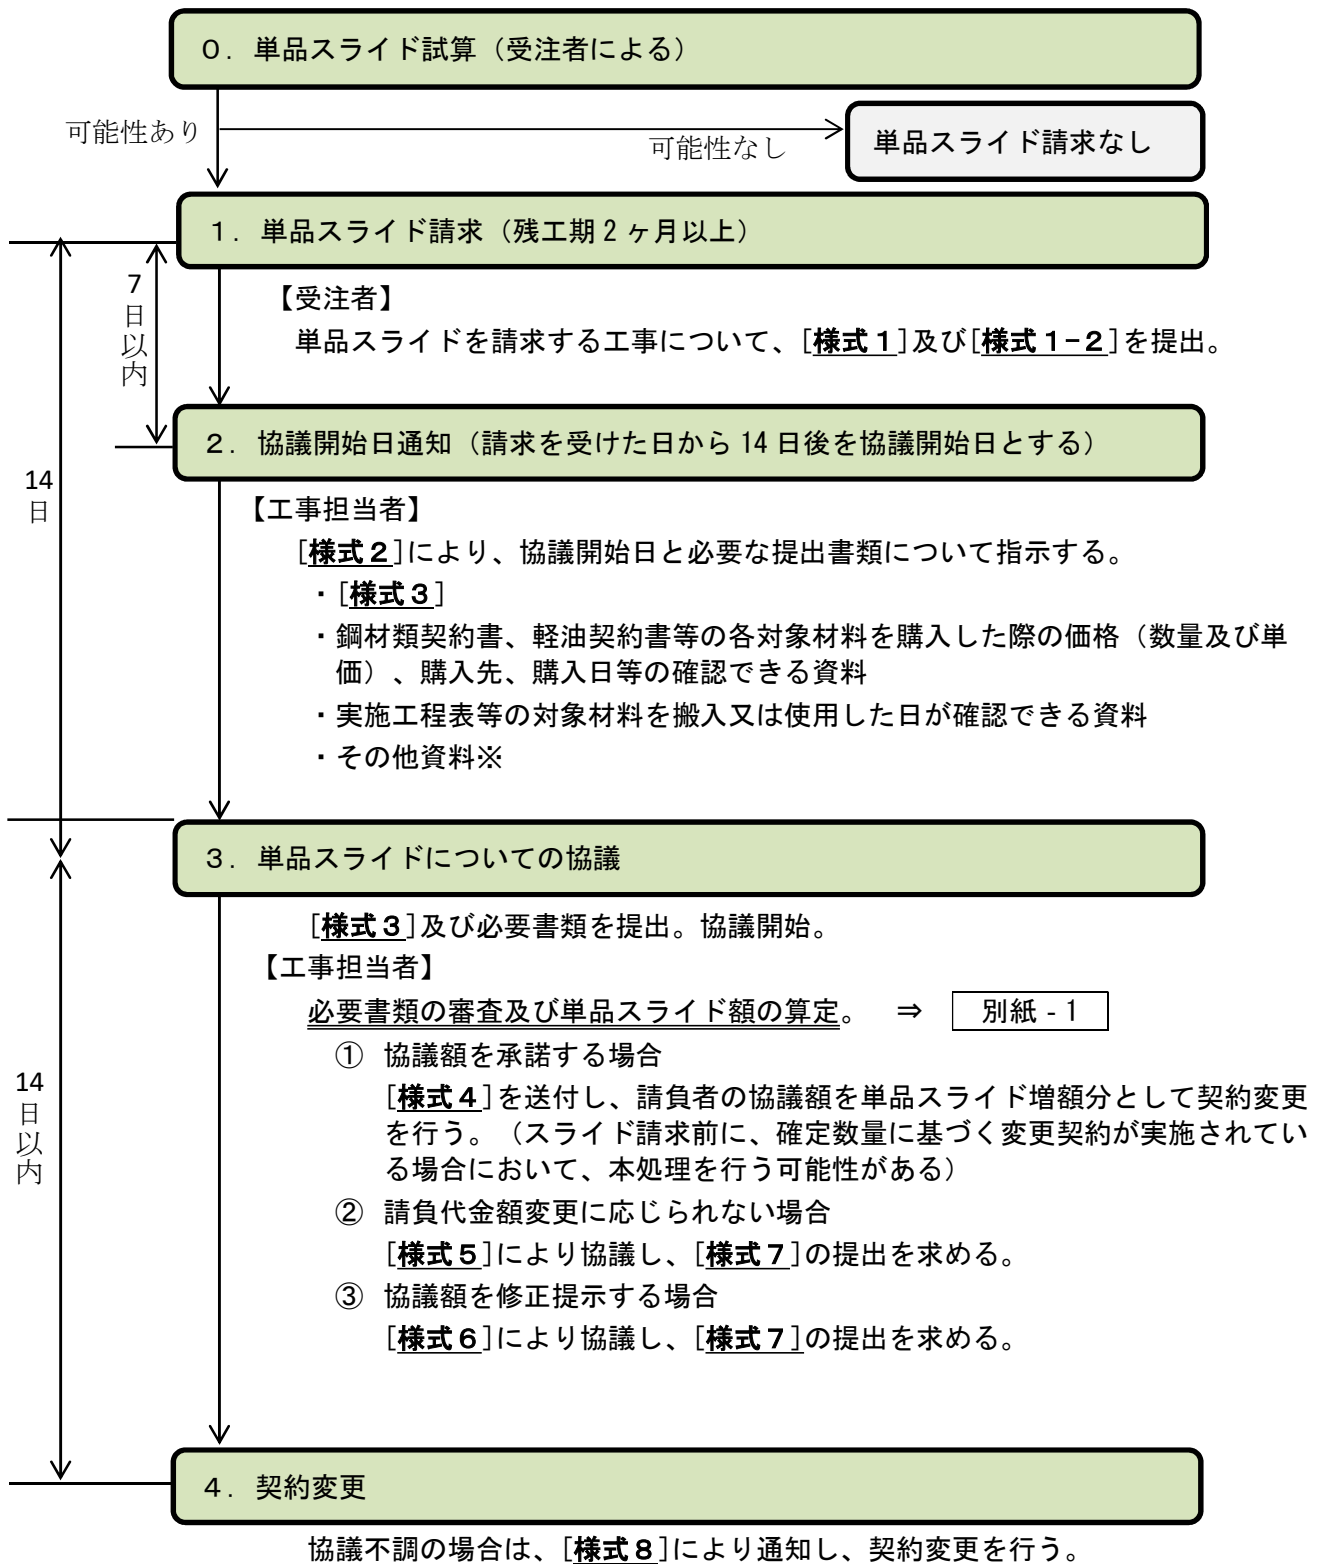 ０．単品スライド試算（受注者による）
可能性あり
可能性なし
単品スライド請求なし
１．単品スライド請求（残工期２ヶ月以上）
7日以内
【受注者】
単品スライドを請求する工事について、[様式１]及び[様式１-２]を提出。
２．協議開始日通知（請求を受けた日から 14 日後を協議開始日とする）
14日
【工事担当者】
[様式２]により、協議開始日と必要な提出書類について指示する。
・[様式３]
・鋼材類契約書、軽油契約書等の各対象材料を購入した際の価格（数量及び単
価）、購入先、購入日等の確認できる資料
・実施工程表等の対象材料を搬入又は使用した日が確認できる資料
・その他資料※
３．単品スライドについての協議
[様式３]及び必要書類を提出。協議開始。
【工事担当者】
必要書類の審査及び単品スライド額の算定。 ⇒ 別紙 - 1
① 協議額を承諾する場合
[様式４]を送付し、請負者の協議額を単品スライド増額分として契約変更
を行う。（スライド請求前に、確定数量に基づく変更契約が実施されてい
る場合において、本処理を行う可能性がある）
② 請負代金額変更に応じられない場合
[様式５]により協議し、[様式７]の提出を求める。
③ 協議額を修正提示する場合
[様式６]により協議し、[様式７]の提出を求める。
14日以内
４．契約変更
協議不調の場合は、[様式８]により通知し、契約変更を行う。